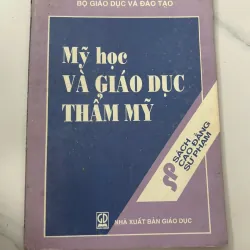 BỘ GIÁO DỤC VÀ ĐÀO TẠO
Mỹ học
VÀ GIÁO DỤC
THẨM MỸ
SÁCH
CAO ĐẲNG
SƯ PHẠM
GD
NHÀ XUẤT BẢN GIÁO DỤC